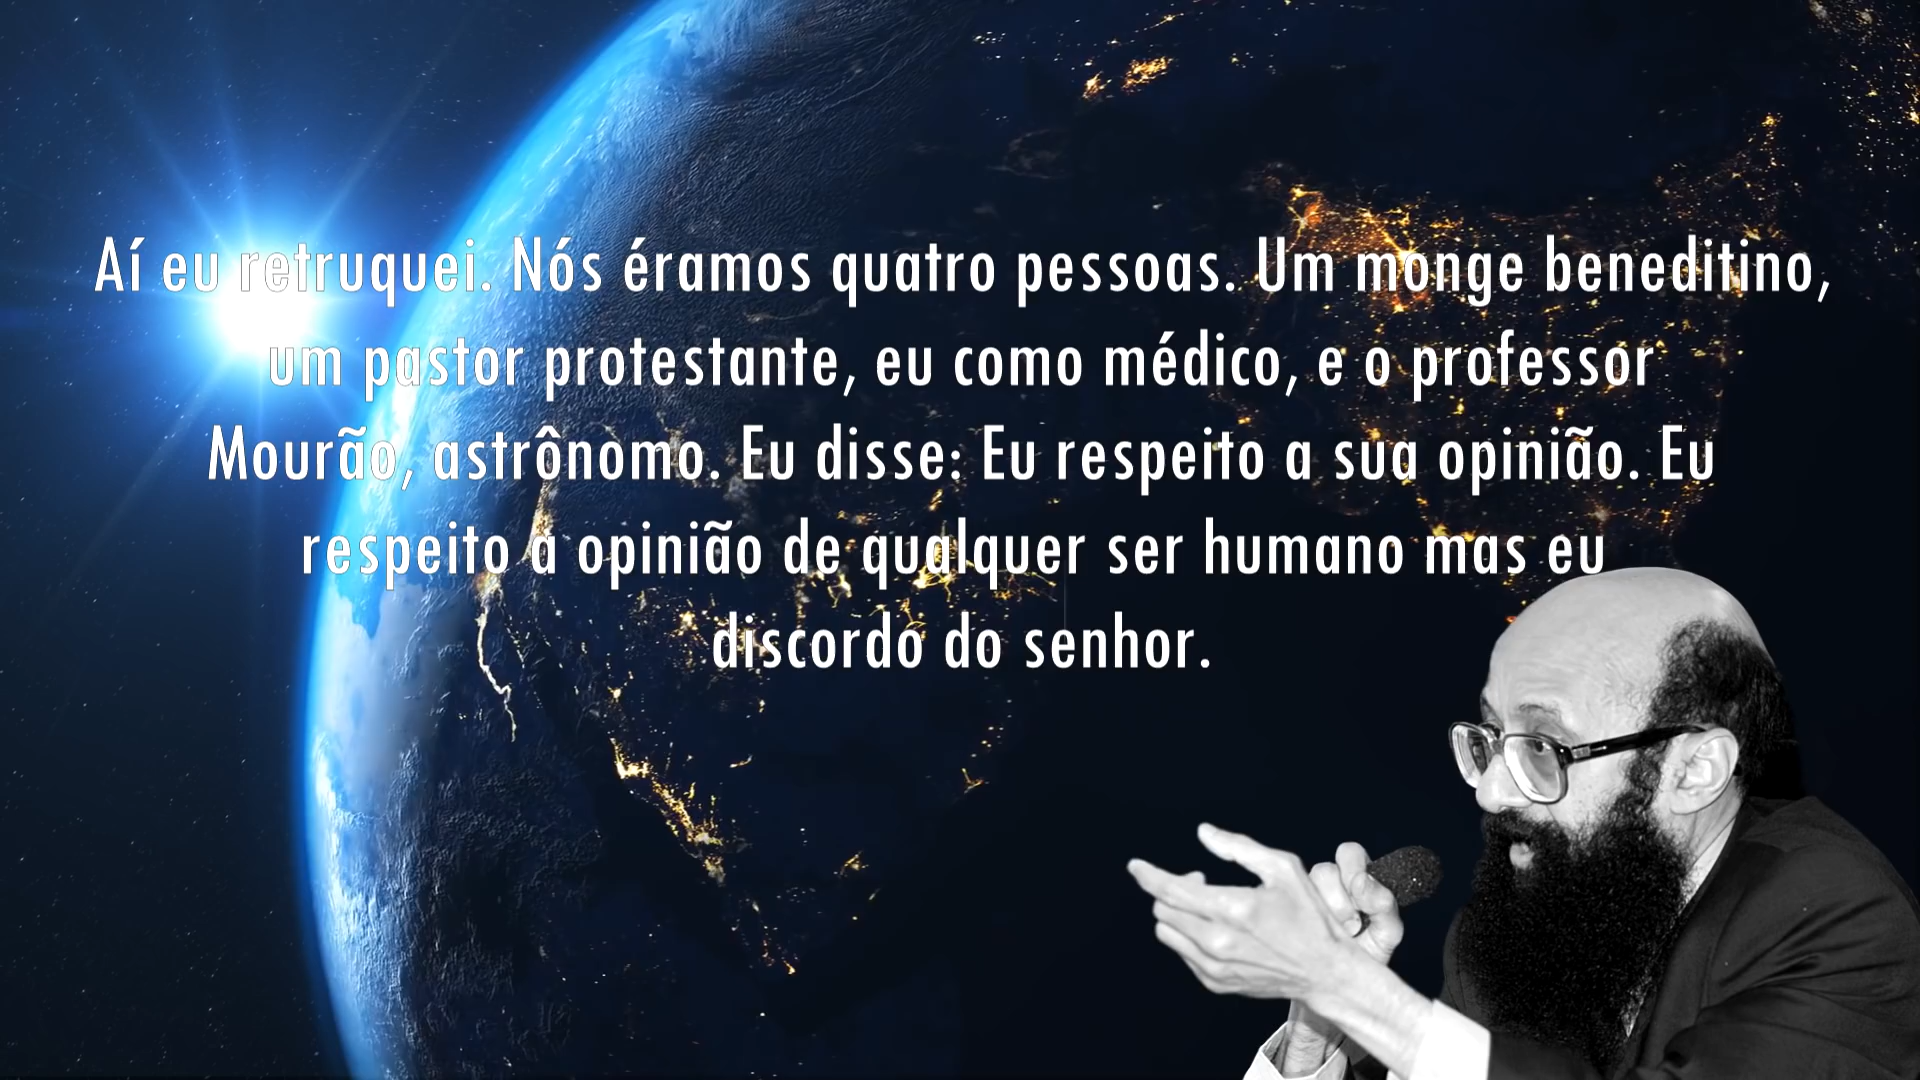 Aí eu retruquei. Nós éramos quatro pessoas. Um monge beneditino,
um pastor protestante, eu como médico, e o professor
Mourão, astrônomo. Eu disse: Eu respeito a sua opinião. Eu
respeito a opinião de qualquer ser humano mas eu
discordo do senhor.